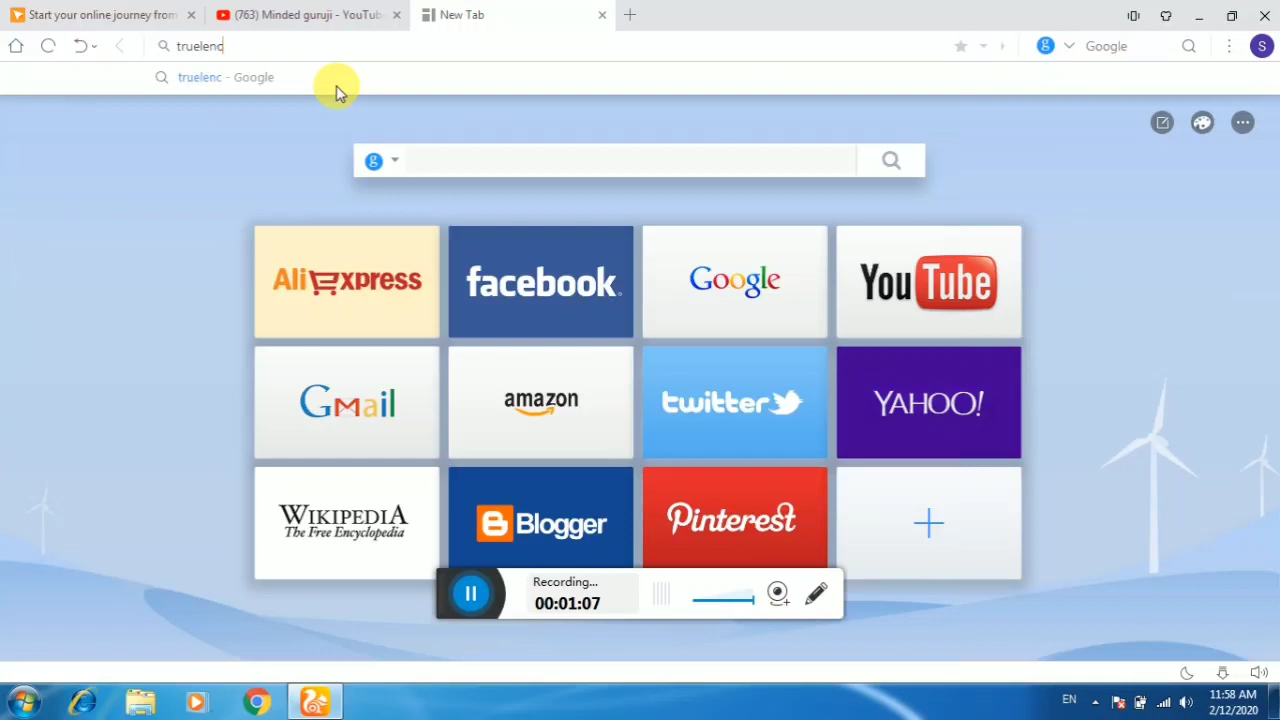 Start your online journey from
(763) Minded guruji - YouTub
New Tab
truelenc
Google
S
truelenc - Google
AliExpress
facebook
Google
YouTube
Gmail
amazon
twitter
YAHOO!
WIKIPEDIA
The Free Encyclopedia
Blogger
Pinterest
Recording...
00:01:07
EN
11:58 AM
2/12/2020